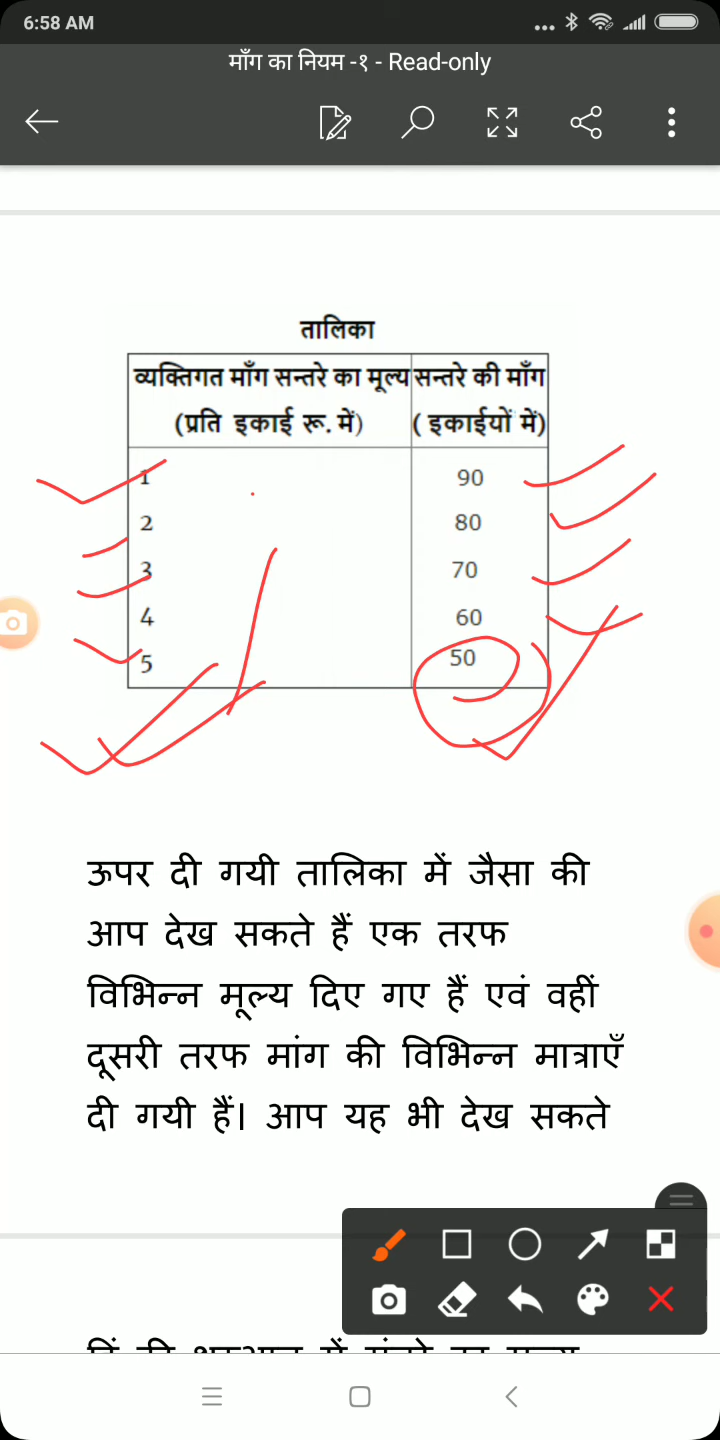 6:58 AM
माँग का नियम -१ - Read-only
तालिका
व्यक्तिगत माँग सन्तरे का मूल्य सन्तरे की माँग
(प्रति इकाई रू. में) ( इकाईयों में)
1 90
2 80
3 70
4 60
5 50
ऊपर दी गयी तालिका में जैसा की
आप देख सकते हैं एक तरफ
विभिन्न मूल्य दिए गए हैं एवं वहीं
दूसरी तरफ मांग की विभिन्न मात्राएँ
दी गयी हैं। आप यह भी देख सकते